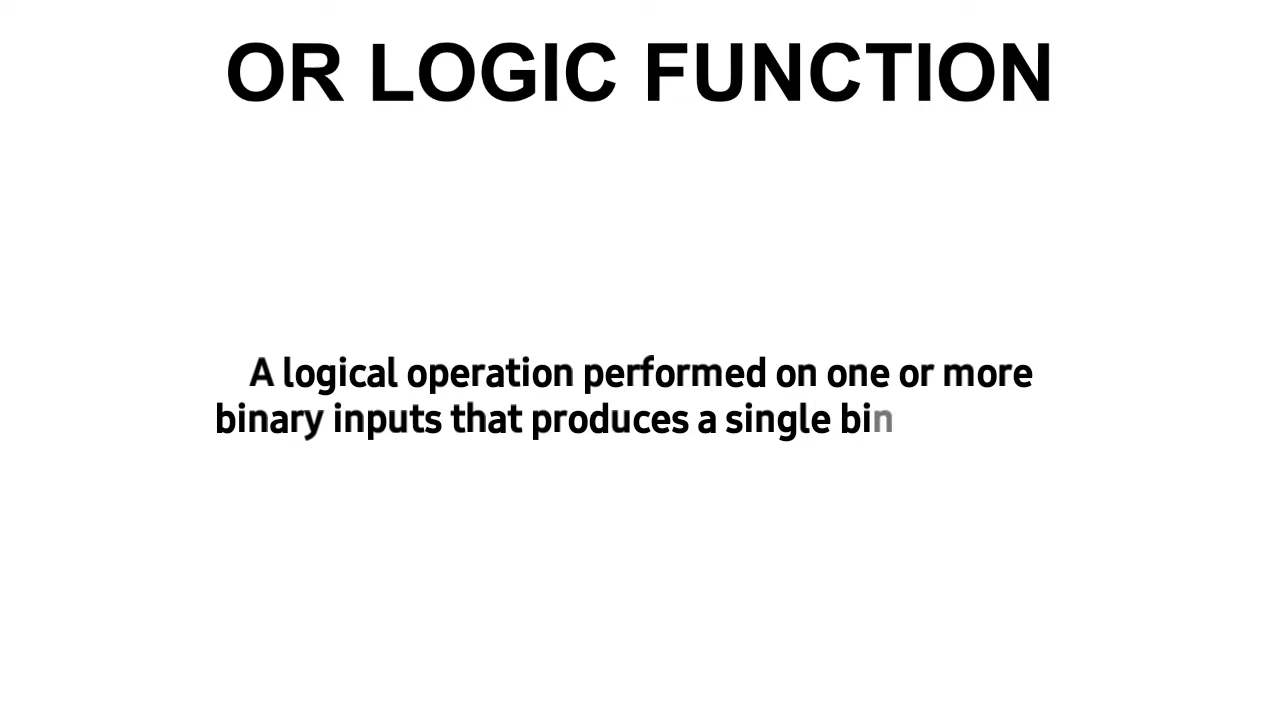 OR LOGIC FUNCTION
A logical operation performed on one or more
binary inputs that produces a single bin